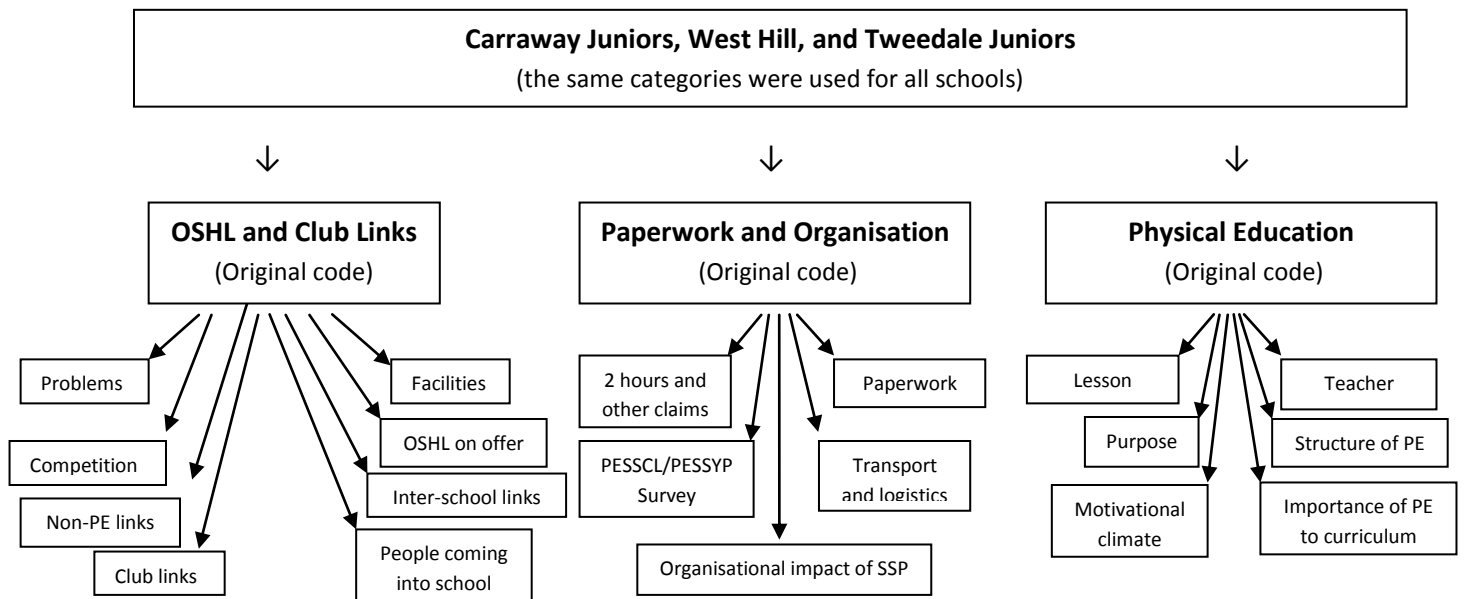 Carraway Juniors, West Hill, and Tweedale Juniors
(the same categories were used for all schools)
OSHL and Club Links
(Original code)
Problems
Competition
Non-PE links
Club links
Facilities
OSHL on offer
Inter-school links
People coming
into school
Paperwork and Organisation
(Original code)
2 hours and
other claims
PESSCL/PESSYP
Survey
Paperwork
Transport
and logistics
Organisational impact of SSP
Physical Education
(Original code)
Lesson
Purpose
Motivational
climate
Teacher
Structure of PE
Importance of PE
to curriculum